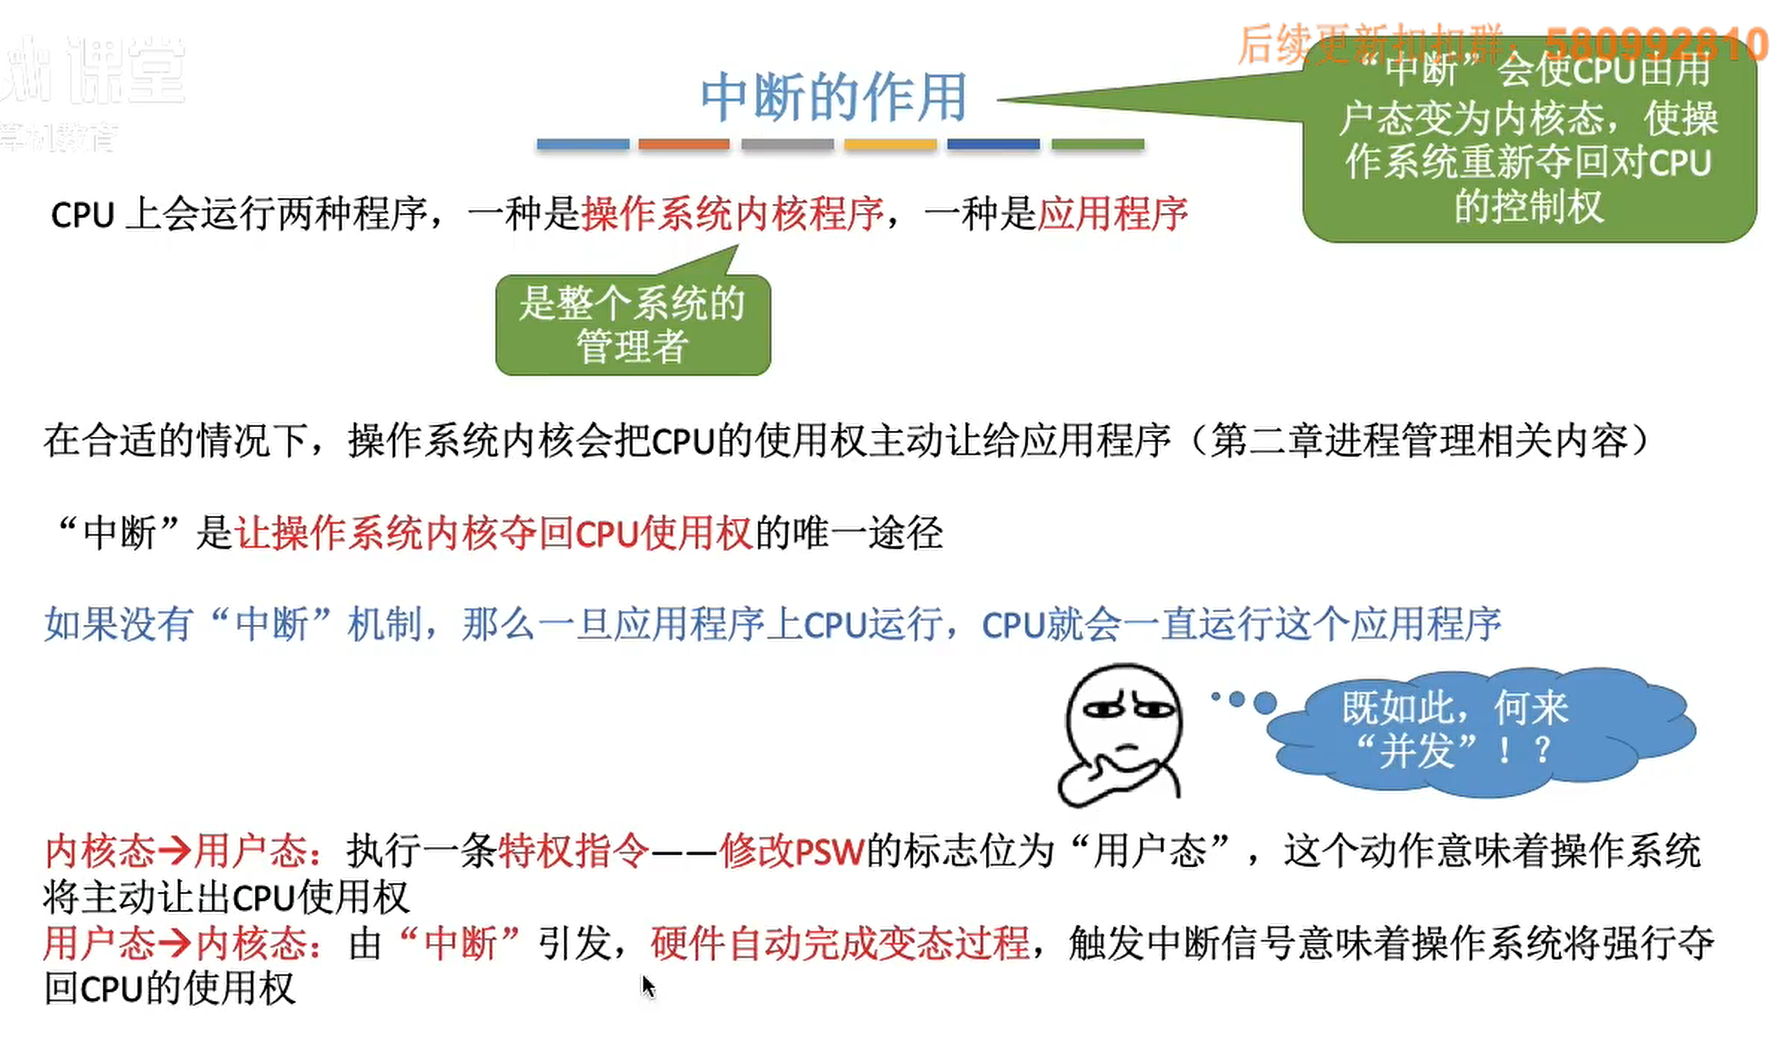 后续更新扣扣群：580992810
课堂
算机教育
中断的作用
“中断”会使CPU由用
户态变为内核态，使操
作系统重新夺回对CPU
的控制权
CPU 上会运行两种程序，一种是操作系统内核程序，一种是应用程序
是整个系统的
管理者
在合适的情况下，操作系统内核会把CPU的使用权主动让给应用程序（第二章进程管理相关内容）
“中断”是让操作系统内核夺回CPU使用权的唯一途径
如果没有“中断”机制，那么一旦应用程序上CPU运行，CPU就会一直运行这个应用程序
既如此，何来
“并发”！？
内核态→用户态：执行一条特权指令——修改PSW的标志位为“用户态”，这个动作意味着操作系统
将主动让出CPU使用权
用户态→内核态：由“中断”引发，硬件自动完成变态过程，触发中断信号意味着操作系统将强行夺
回CPU的使用权